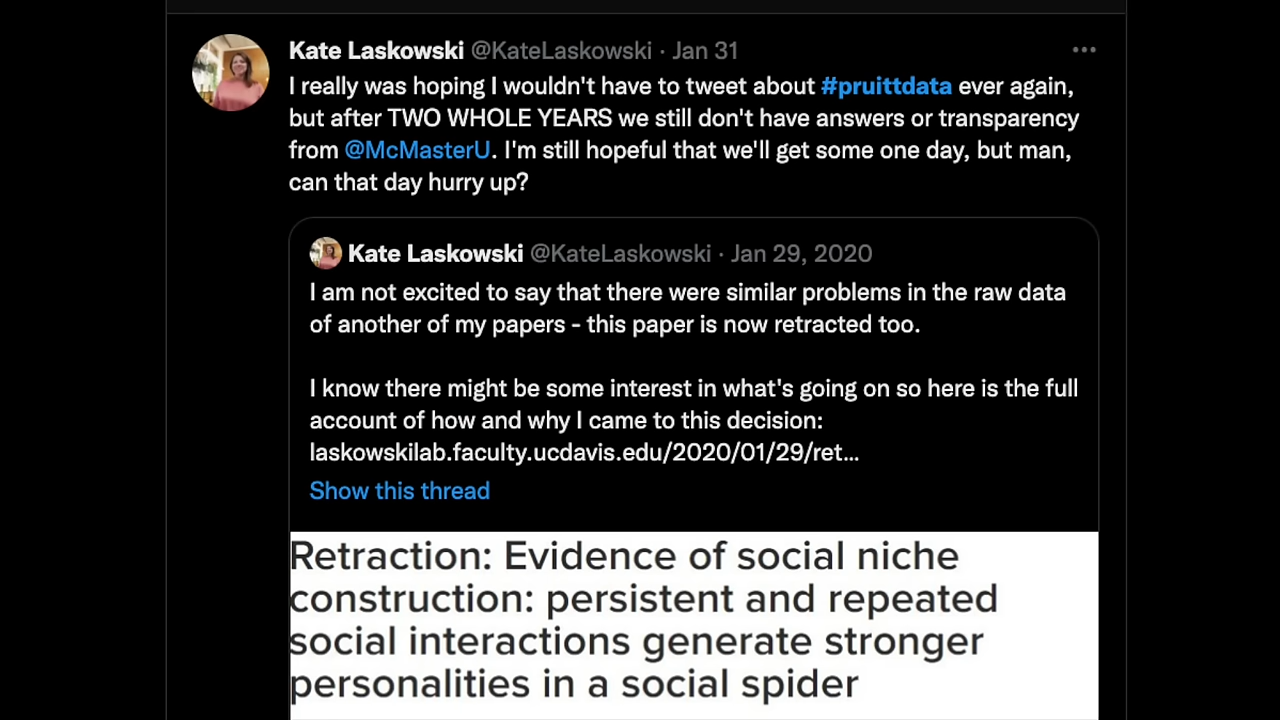 Kate Laskowski @KateLaskowski · Jan 31
I really was hoping I wouldn't have to tweet about #pruittdata ever again,
but after TWO WHOLE YEARS we still don't have answers or transparency
from @McMasterU. I'm still hopeful that we'll get some one day, but man,
can that day hurry up?
Kate Laskowski @KateLaskowski · Jan 29, 2020
I am not excited to say that there were similar problems in the raw data
of another of my papers - this paper is now retracted too.
I know there might be some interest in what's going on so here is the full
account of how and why I came to this decision:
laskowskilab.faculty.ucdavis.edu/2020/01/29/ret...
Show this thread
Retraction: Evidence of social niche
construction: persistent and repeated
social interactions generate stronger
personalities in a social spider